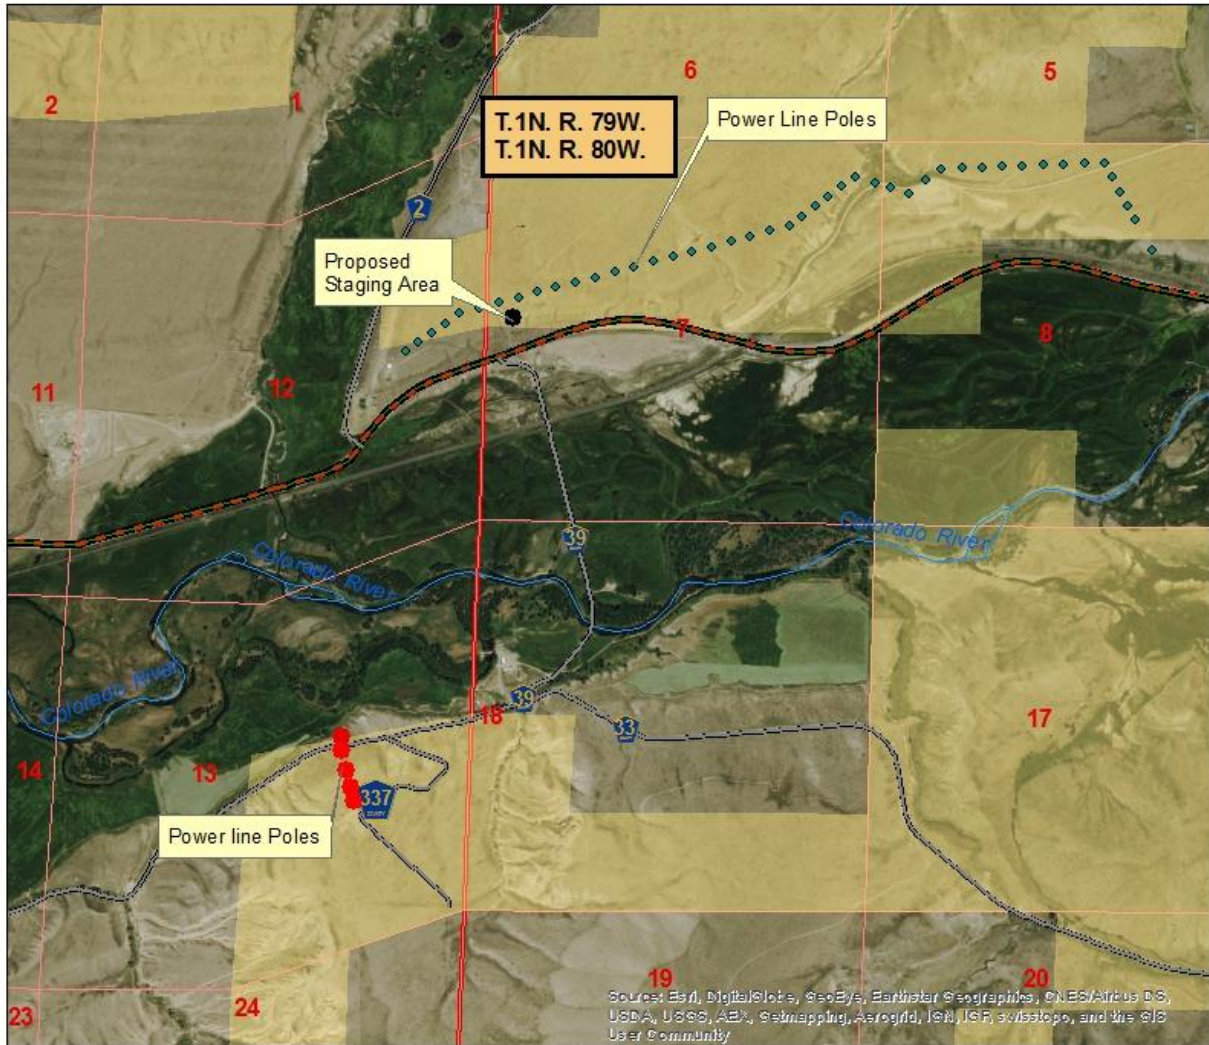 6
5
2
1
T.1N. R. 79W.
T.1N. R. 80W.
Power Line Poles
2
Proposed
Staging Area
7
8
11
12
39
Colorado River
Colorado River
Colorado River
39
18
33
17
14
13
337
Power line Poles
19
20
23
24
Source: Esri, DigitalGlobe, GeoEye, Earthstar Geographics, CNES/Airbus DS,
USDA, USGS, AEX, Getmapping, Aerogrid, IGN, IGP, swisstopo, and the GIS
User Community